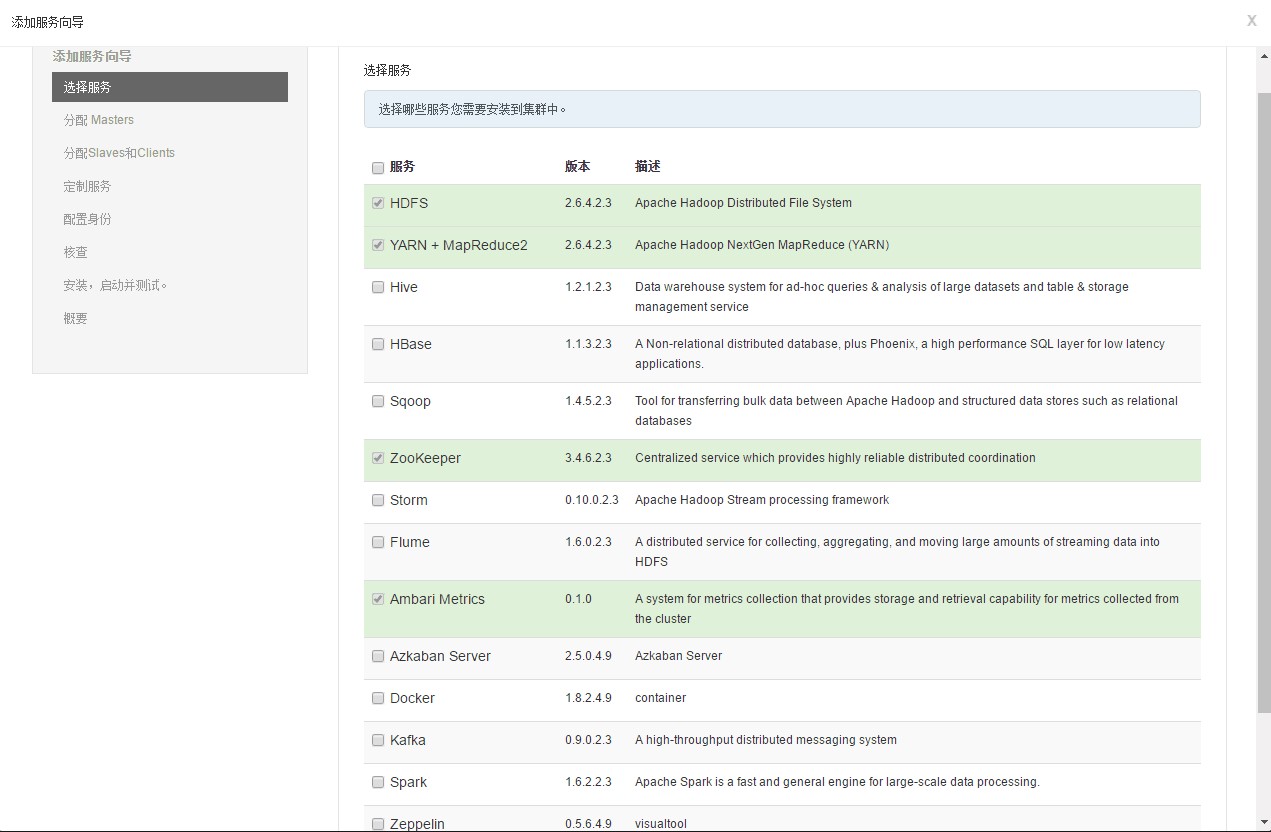 添加服务向导
X
添加服务向导
选择服务
分配 Masters
分配Slaves和Clients
定制服务
配置身份
核查
安装，启动并测试。
概要
选择服务
选择哪些服务您需要安装到集群中。
服务 版本 描述
HDFS 2.6.4.2.3 Apache Hadoop Distributed File System
YARN + MapReduce2 2.6.4.2.3 Apache Hadoop NextGen MapReduce (YARN)
Hive 1.2.1.2.3 Data warehouse system for ad-hoc queries & analysis of large datasets and table & storage
management service
HBase 1.1.3.2.3 A Non-relational distributed database, plus Phoenix, a high performance SQL layer for low latency
applications.
Sqoop 1.4.5.2.3 Tool for transferring bulk data between Apache Hadoop and structured data stores such as relational
databases
ZooKeeper 3.4.6.2.3 Centralized service which provides highly reliable distributed coordination
Storm 0.10.0.2.3 Apache Hadoop Stream processing framework
Flume 1.6.0.2.3 A distributed service for collecting, aggregating, and moving large amounts of streaming data into
HDFS
Ambari Metrics 0.1.0 A system for metrics collection that provides storage and retrieval capability for metrics collected from
the cluster
Azkaban Server 2.5.0.4.9 Azkaban Server
Docker 1.8.2.4.9 container
Kafka 0.9.0.2.3 A high-throughput distributed messaging system
Spark 1.6.2.2.3 Apache Spark is a fast and general engine for large-scale data processing.
Zeppelin 0.5.6.4.9 visualtool